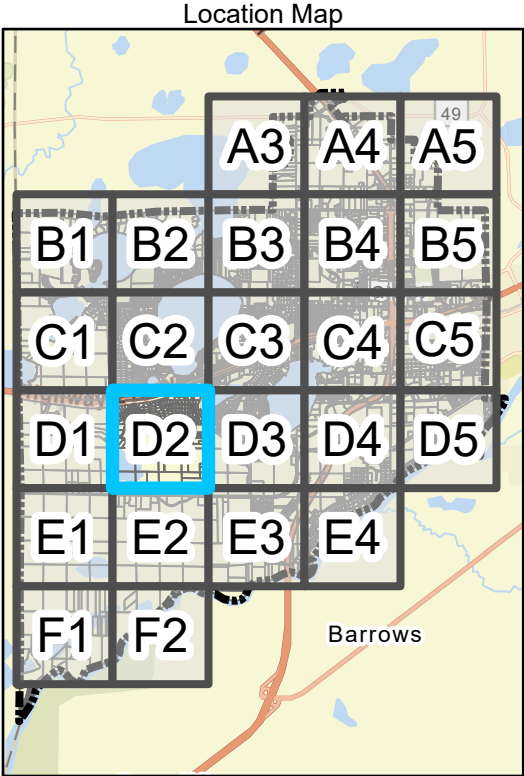 Location Map
49
A3 A4 A5
B1 B2 B3 B4 B5
C1 C2 C3 C4 C5
D1 D2 D3 D4 D5
E1 E2 E3 E4
F1 F2
Barrows